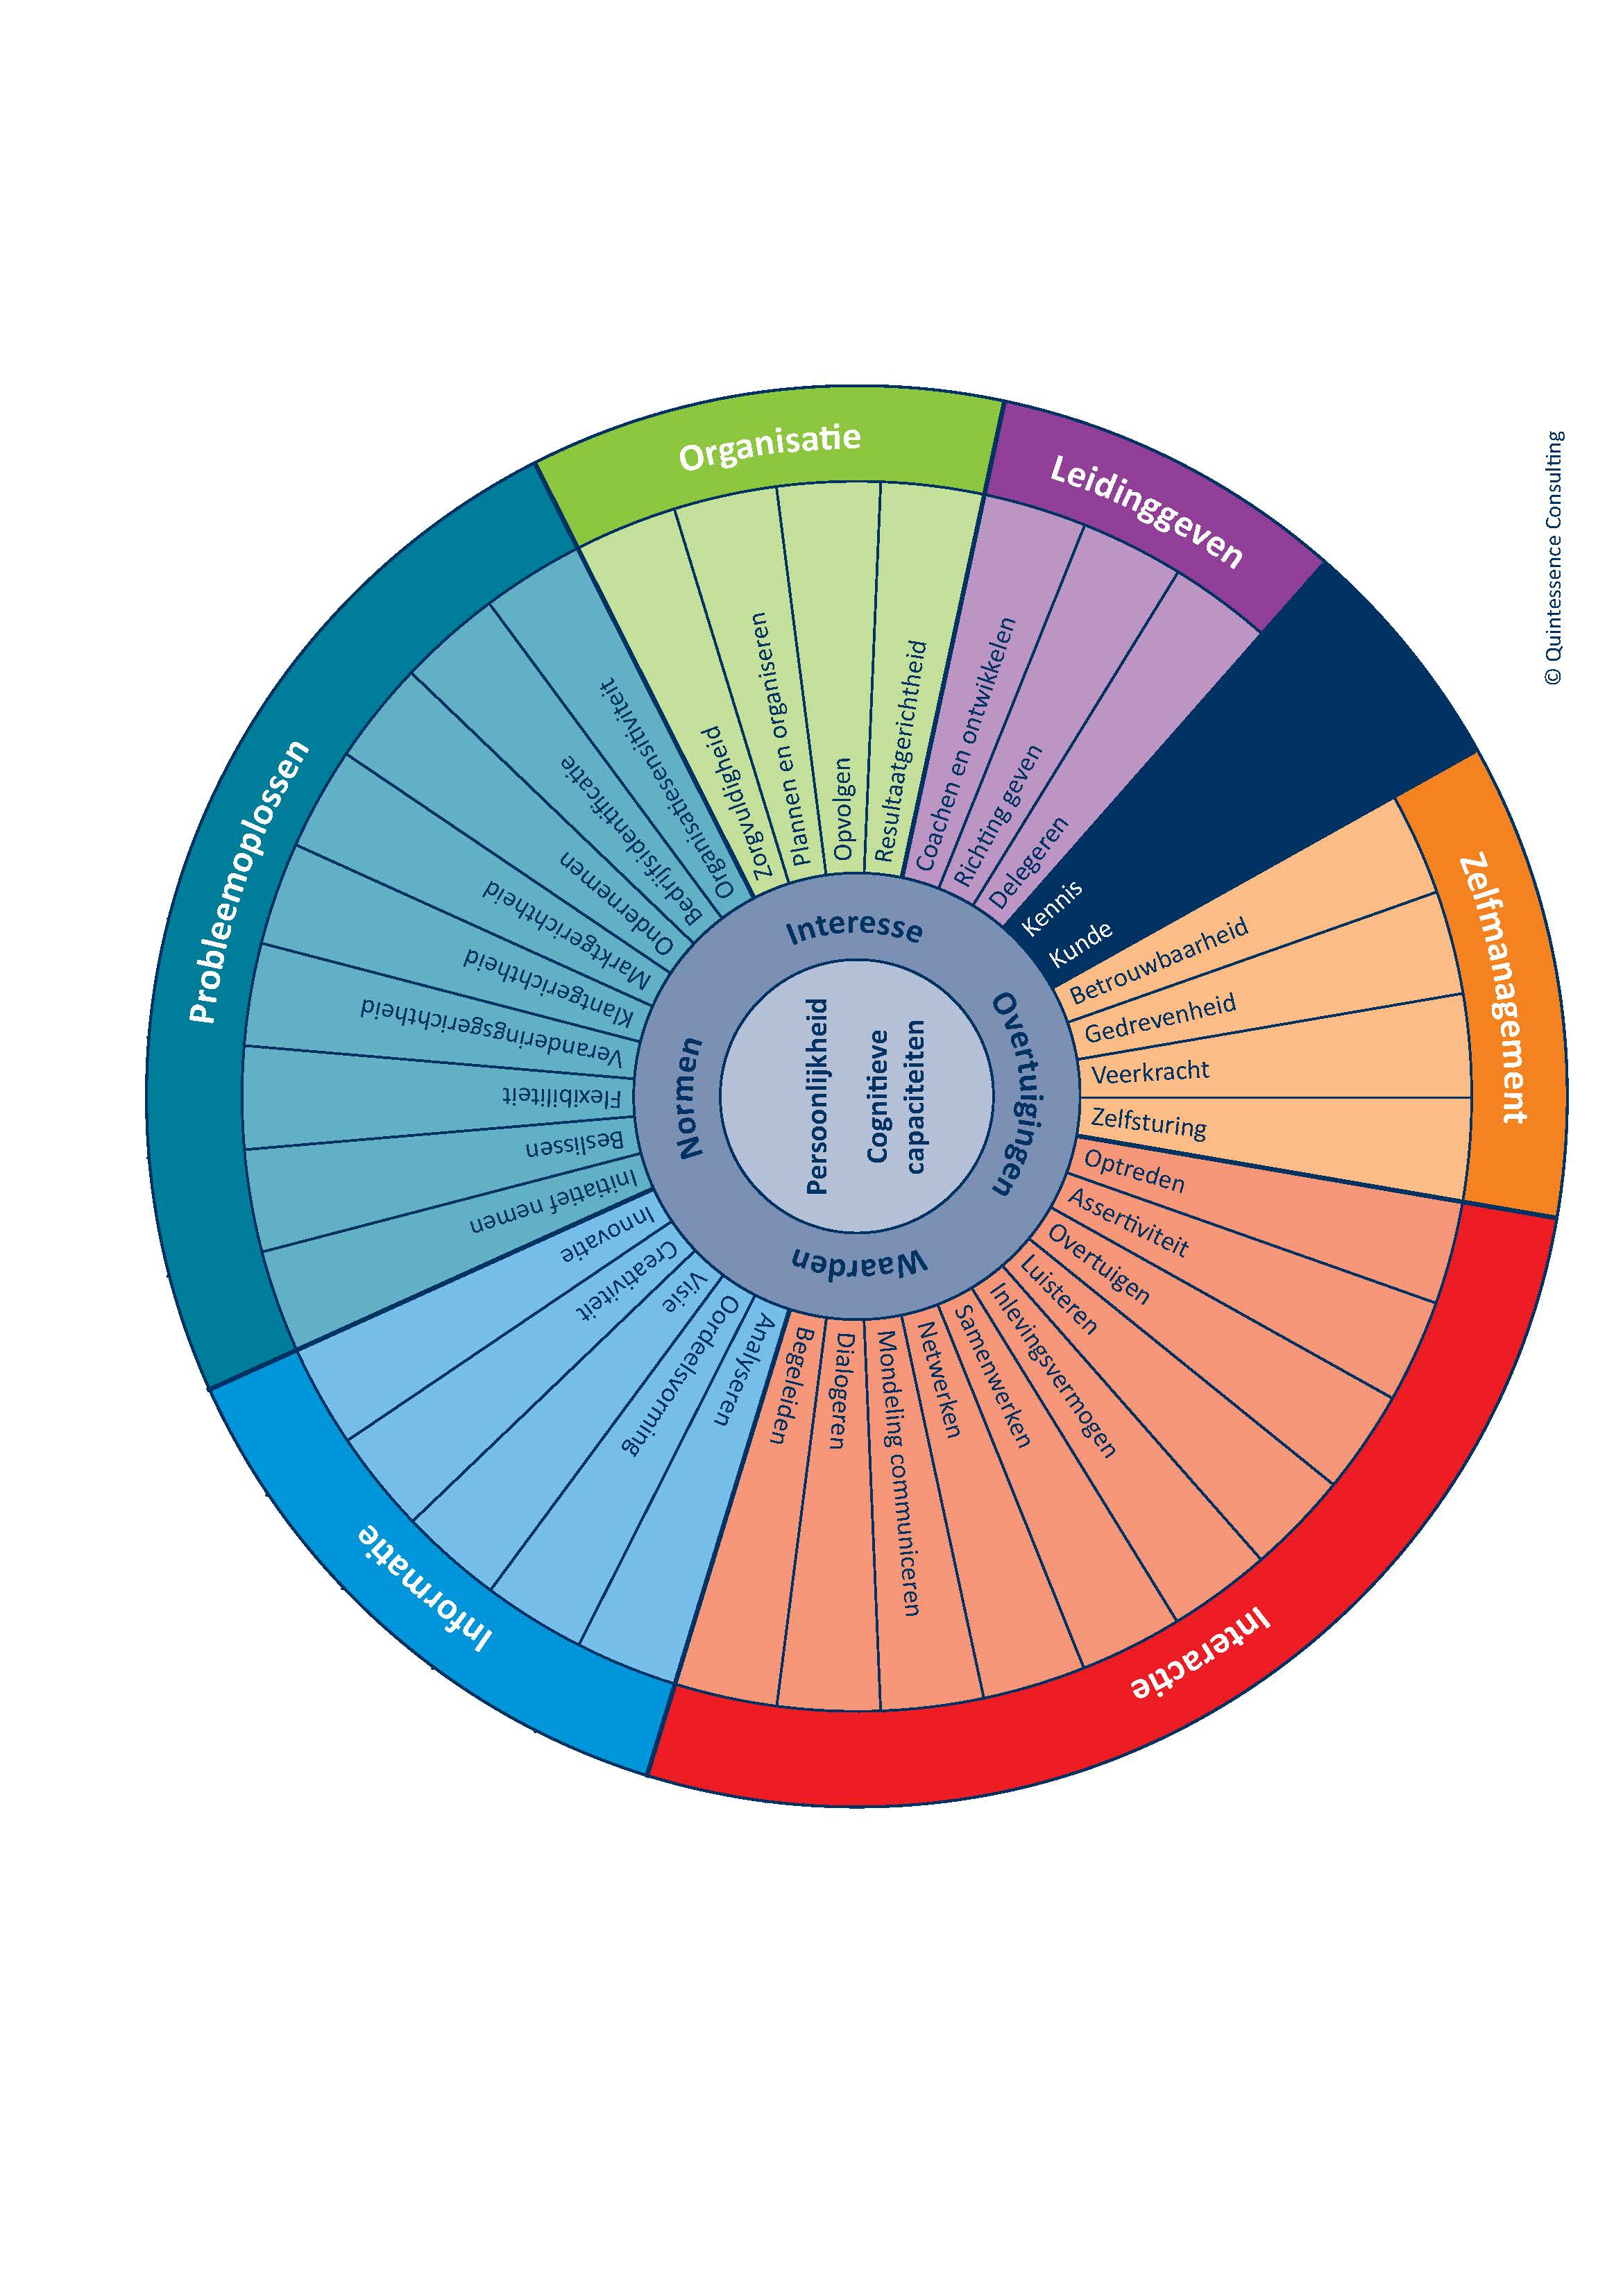 Persoonlijkheid
Cognitieve
capaciteiten
Interesse
Overtuigingen
Waarden
Normen
Kennis
Kunde
Zelfmanagement
Betrouwbaarheid
Gedrevenheid
Veerkracht
Zelfsturing
Interactie
Optreden
Assertiviteit
Overtuigen
Luisteren
Inlevingsvermogen
Samenwerken
Netwerken
Mondeling communiceren
Dialogeren
Begeleiden
Informatie
Analyseren
Oordeelsvorming
Visie
Creativiteit
Innovatie
Probleemoplossen
Initiatief nemen
Beslissen
Flexibiliteit
Veranderingsgerichtheid
Klantgerichtheid
Marktgerichtheid
Ondernemen
Bedrijfsidentificatie
Organisatiesensitiviteit
Organisatie
Zorgvuldigheid
Plannen en organiseren
Opvolgen
Resultaatgerichtheid
Leidinggeven
Coachen en ontwikkelen
Richting geven
Delegeren
© Quintessence Consulting